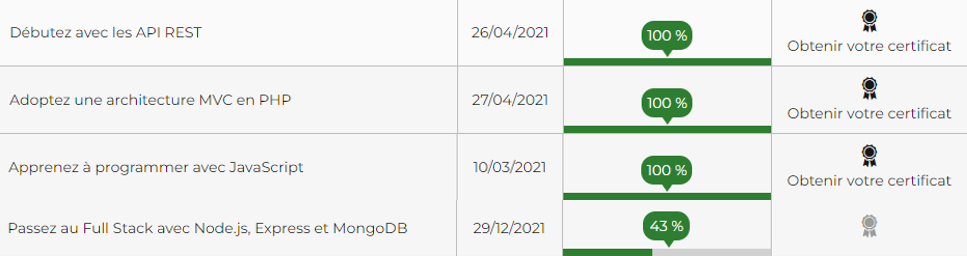 Débutez avec les API REST
26/04/2021
100 %
Obtenir votre certificat
Adoptez une architecture MVC en PHP
27/04/2021
100 %
Obtenir votre certificat
Apprenez à programmer avec JavaScript
10/03/2021
100 %
Obtenir votre certificat
Passez au Full Stack avec Node.js, Express et MongoDB
29/12/2021
43 %